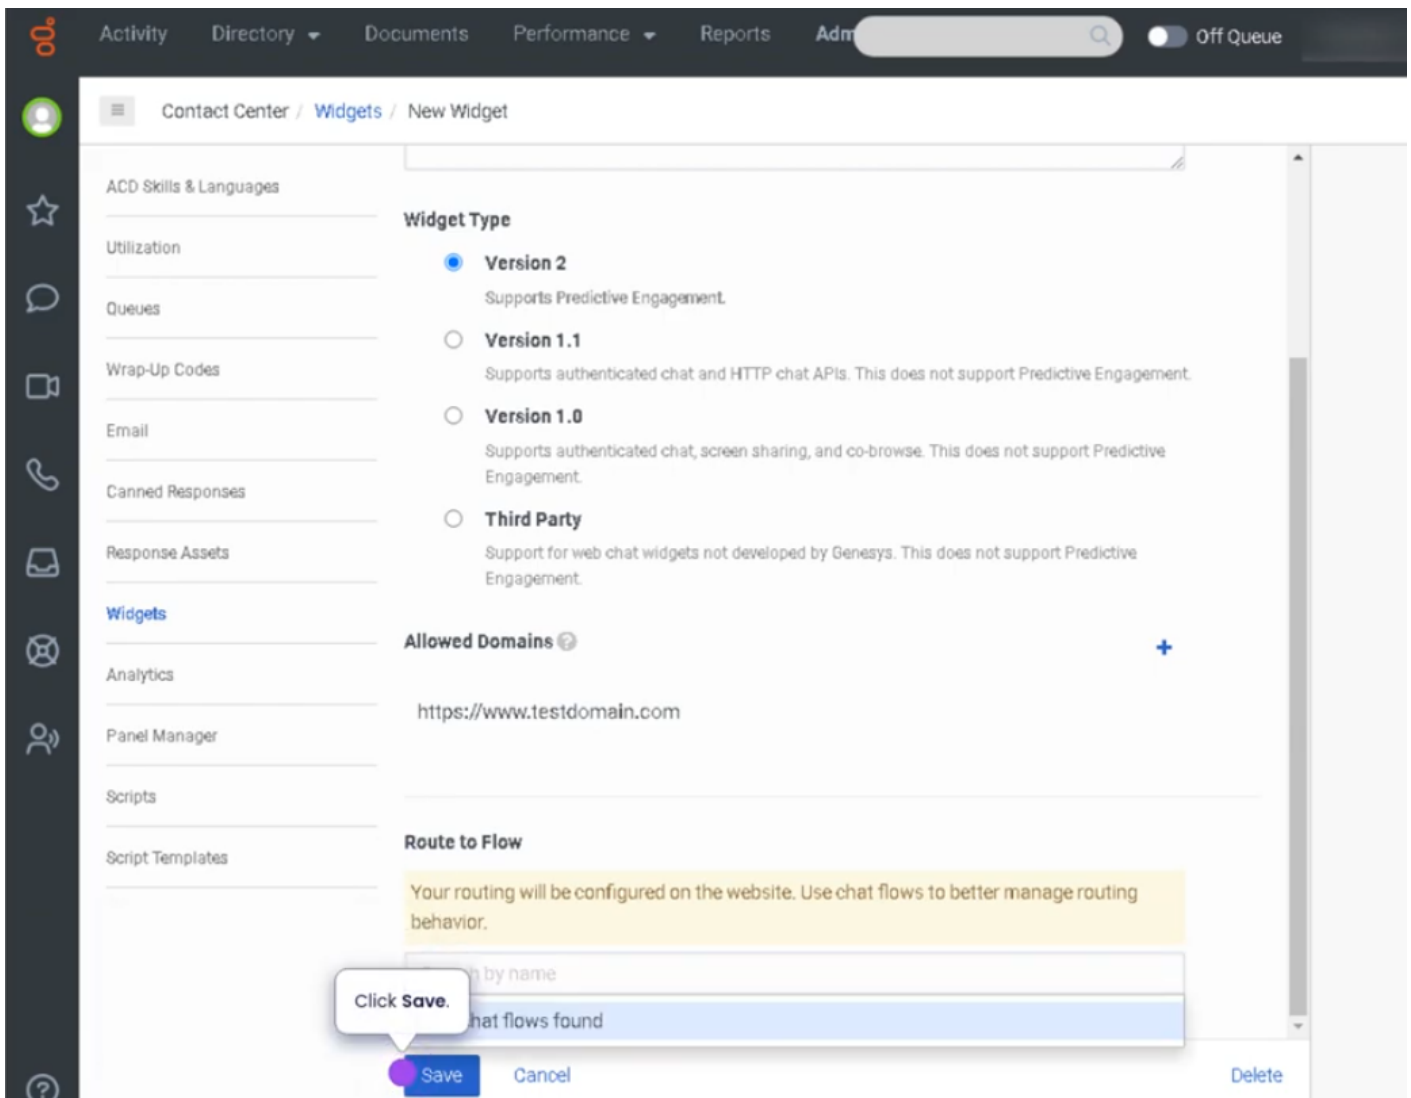 Activity Directory Documents Performance Reports Adm Off Queue
Contact Center / Widgets / New Widget
ACD Skills & Languages
Utilization
Queues
Wrap-Up Codes
Email
Canned Responses
Response Assets
Widgets
Analytics
Panel Manager
Scripts
Script Templates
Widget Type
Version 2
Supports Predictive Engagement.
Version 1.1
Supports authenticated chat and HTTP chat APIs. This does not support Predictive Engagement.
Version 1.0
Supports authenticated chat, screen sharing, and co-browse. This does not support Predictive
Engagement.
Third Party
Support for web chat widgets not developed by Genesys. This does not support Predictive
Engagement.
Allowed Domains ?
https://www.testdomain.com
Route to Flow
Your routing will be configured on the website. Use chat flows to better manage routing
behavior.
by name
Click Save.
hat flows found
Save Cancel Delete